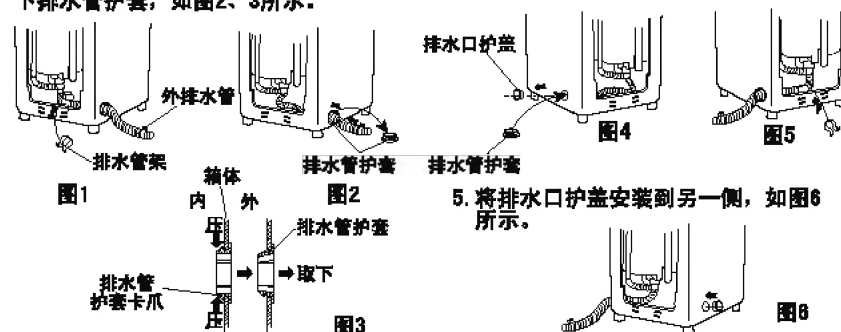 下排水管护套，如图2、3所示。
外排水管
排水管架
图1
排水管护套
图2
排水口护盖
排水管护套
图4
图5
箱体
内 外
压
排水管护套
取下
排水管
护套卡爪
压
图3
5. 将排水口护盖安装到另一侧，如图6
所示。
图6